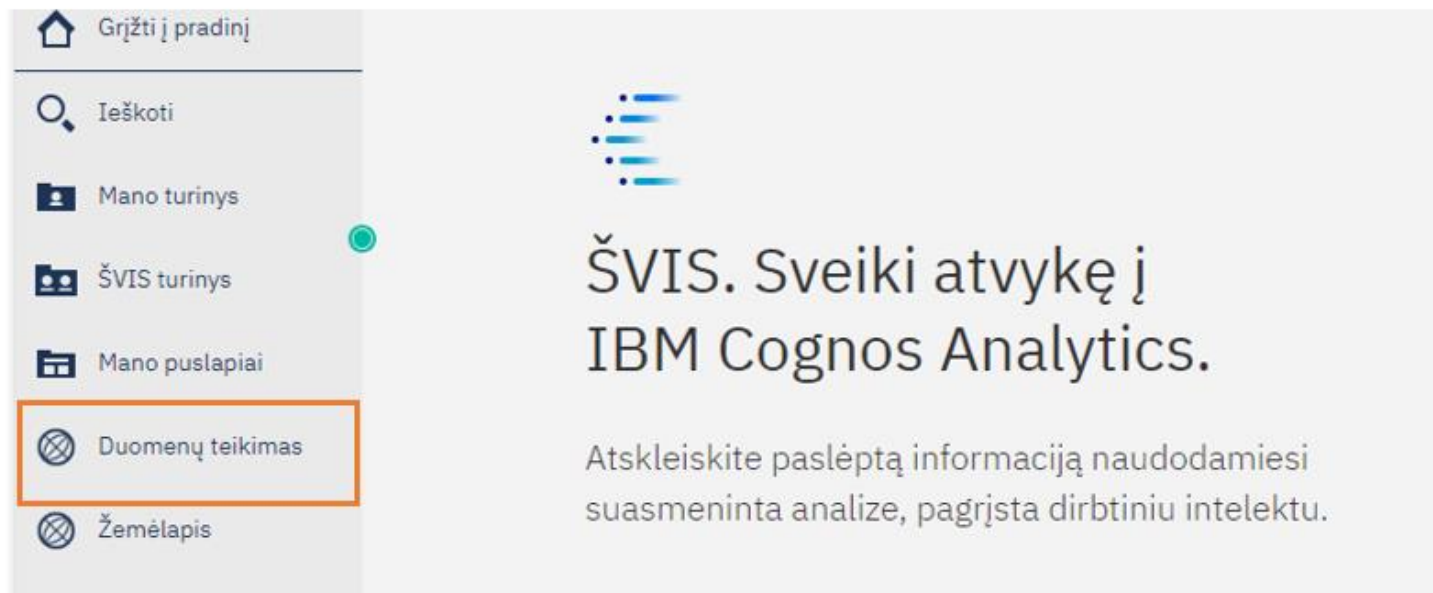 Grįžti į pradinį
Ieškoti
Mano turinys
ŠVIS turinys
Mano puslapiai
Duomenų teikimas
Žemėlapis
ŠVIS. Sveiki atvykę į
IBM Cognos Analytics.
Atskleiskite paslėptą informaciją naudodamiesi
suasmeninta analize, pagrįsta dirbtiniu intelektu.